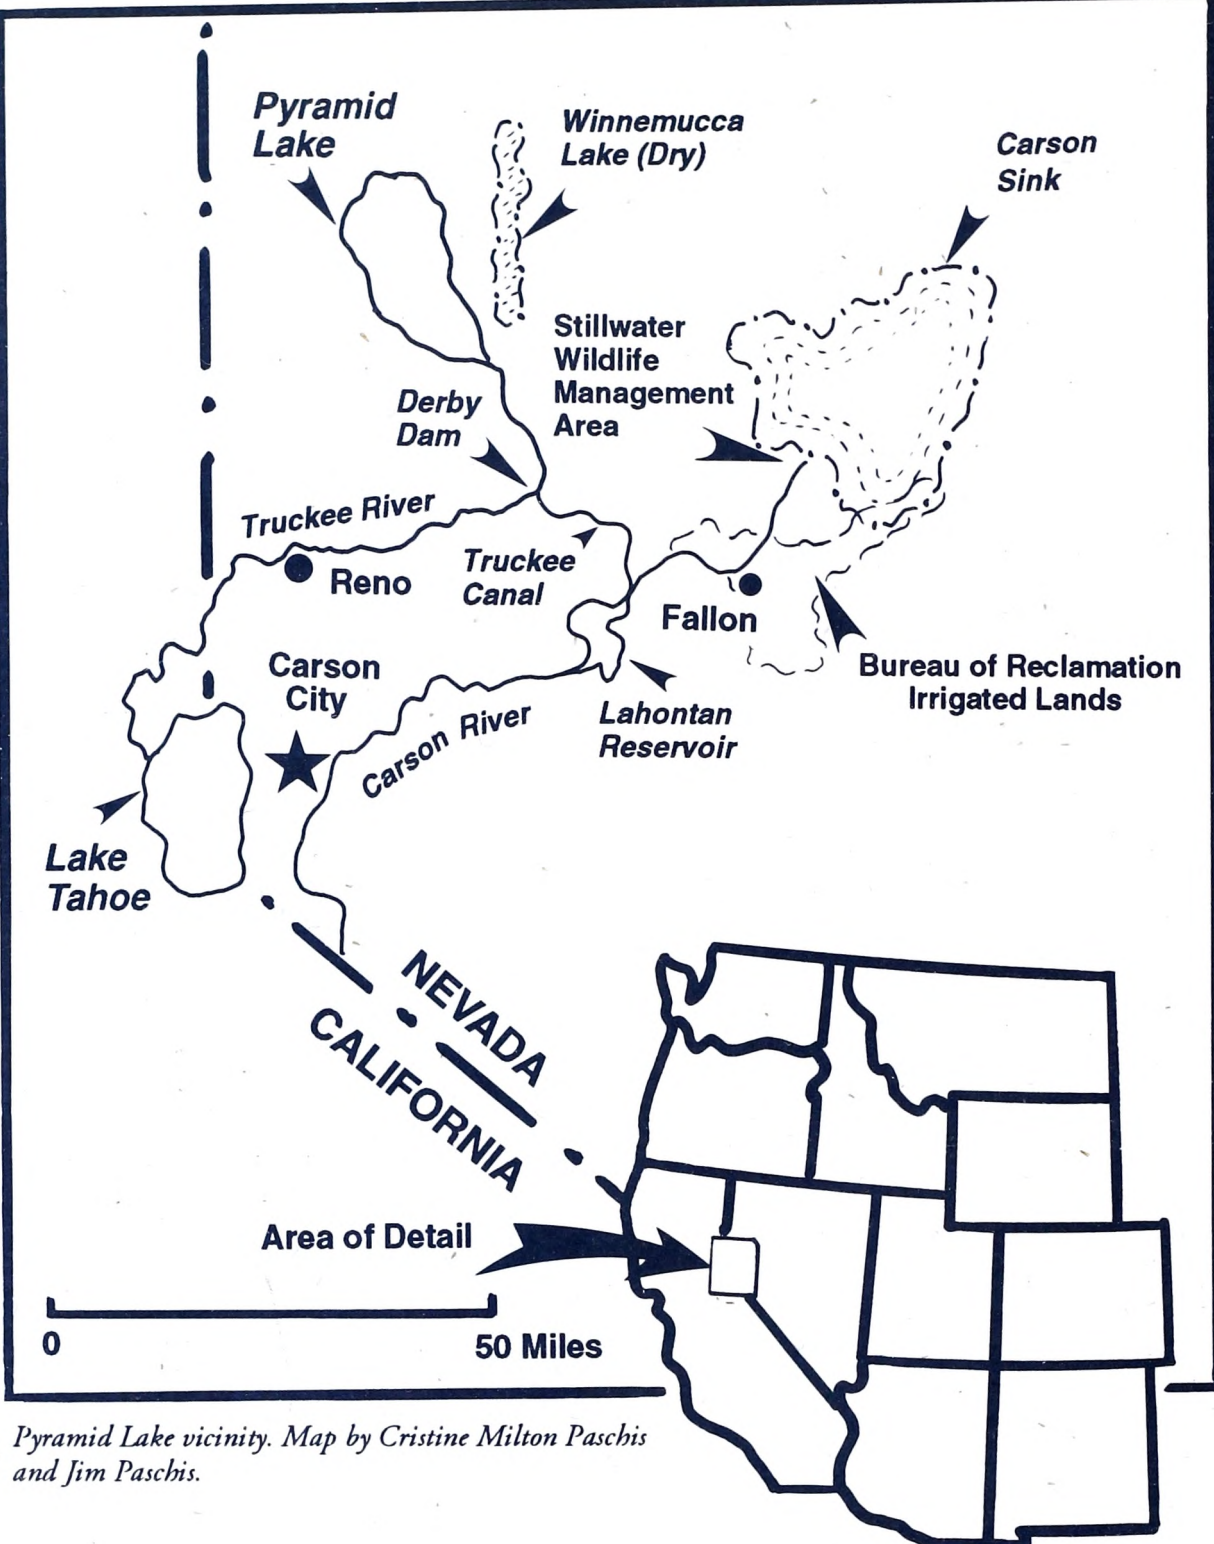 Pyramid
Lake
Winnemucca
Lake (Dry)
Carson
Sink
Stillwater
Wildlife
Management
Area
Derby
Dam
Truckee River
Truckee
Canal
Reno
Fallon
Carson
City
Bureau of Reclamation
Irrigated Lands
Lahontan
Reservoir
Carson River
Lake
Tahoe
NEVADA
CALIFORNIA
Area of Detail
0
50 Miles
Pyramid Lake vicinity. Map by Cristine Milton Paschis
and Jim Paschis.